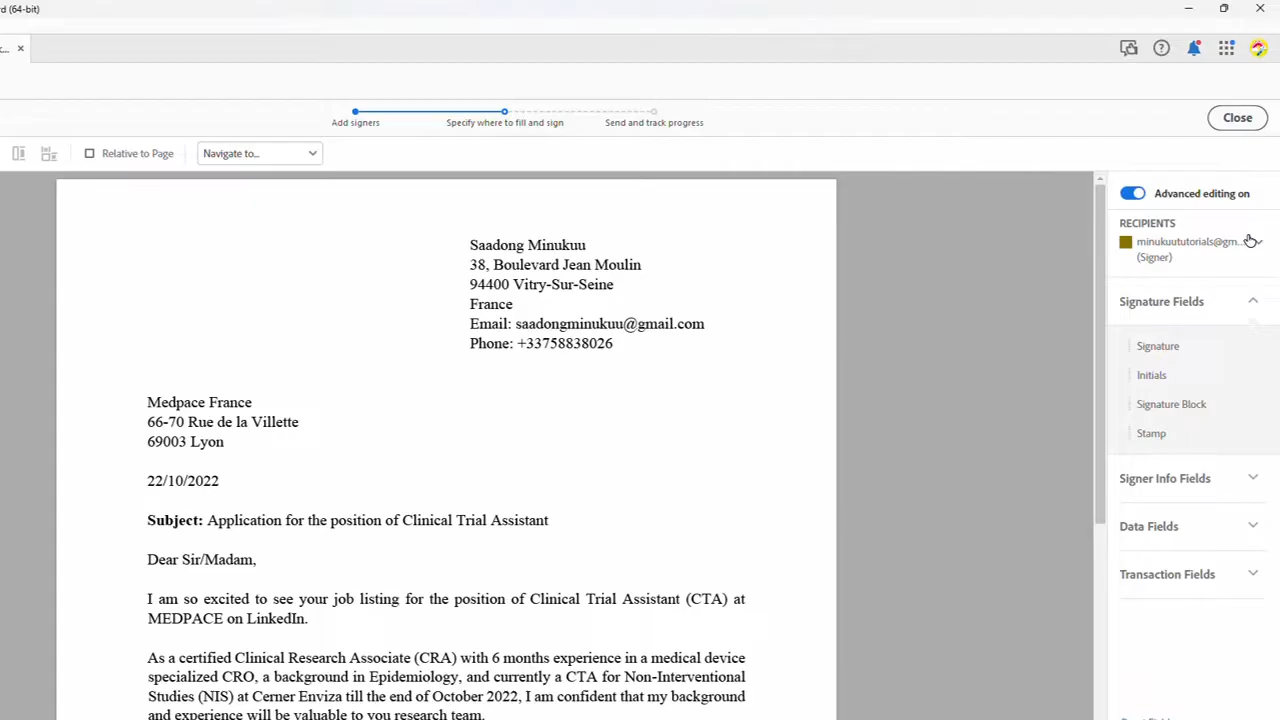 rd (64-bit)
Add signers
Specify where to fill and sign
Send and track progress
Close
Relative to Page
Navigate to...
Advanced editing on
RECIPIENTS
minukuututorials@gm...
(Signer)
Signature Fields
Signature
Initials
Signature Block
Stamp
Signer Info Fields
Data Fields
Transaction Fields
Saadong Minukuu
38, Boulevard Jean Moulin
94400 Vitry-Sur-Seine
France
Email: saadongminukuu@gmail.com
Phone: +33758838026
Medpace France
66-70 Rue de la Villette
69003 Lyon
22/10/2022
Subject: Application for the position of Clinical Trial Assistant
Dear Sir/Madam,
I am so excited to see your job listing for the position of Clinical Trial Assistant (CTA) at
MEDPACE on LinkedIn.
As a certified Clinical Research Associate (CRA) with 6 months experience in a medical device
specialized CRO, a background in Epidemiology, and currently a CTA for Non-Interventional
Studies (NIS) at Cerner Enviza till the end of October 2022, I am confident that my background
and experience will be valuable to you research team.